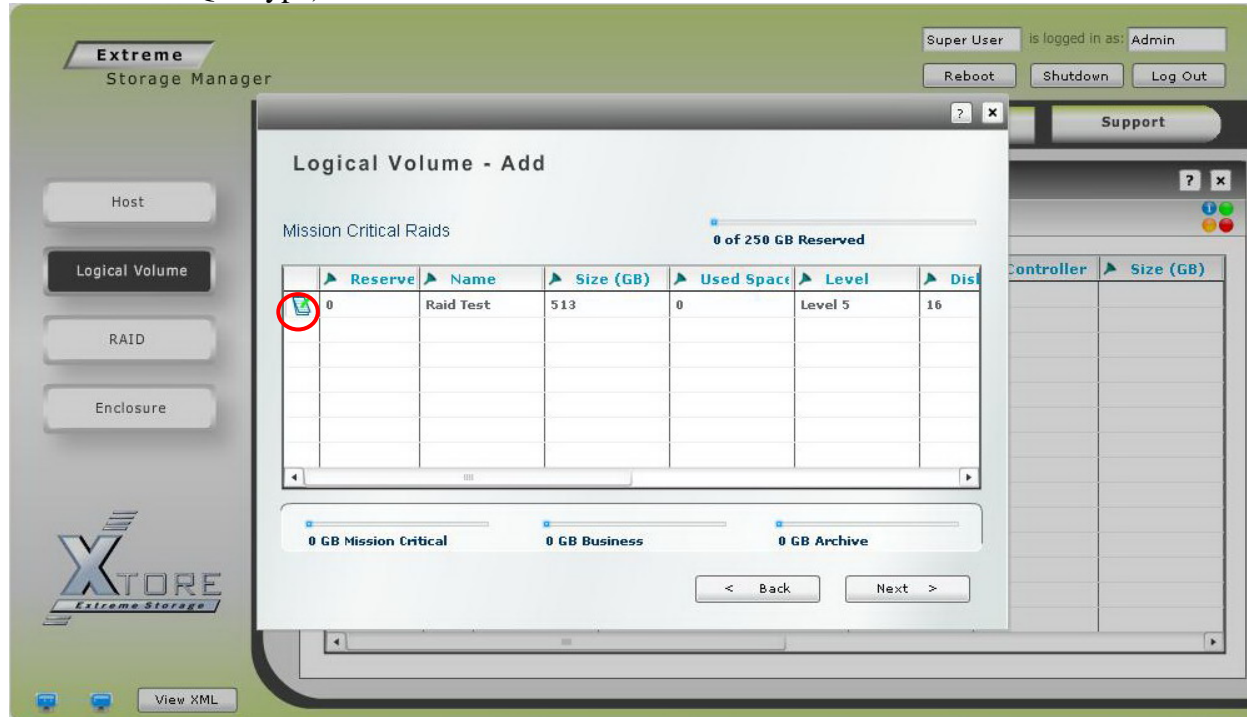 Extreme
Storage Manager
Super User is logged in as: Admin
Reboot Shutdown Log Out
? x
Support
Logical Volume - Add
? x
Host
Mission Critical Raids
0 of 250 GB Reserved
Logical Volume
Reserve Name Size (GB) Used Space Level Disk
Controller Size (GB)
0 Raid Test 513 0 Level 5 16
RAID
Enclosure
0 GB Mission Critical 0 GB Business 0 GB Archive
< Back Next >
XTORE
Extreme Storage
View XML